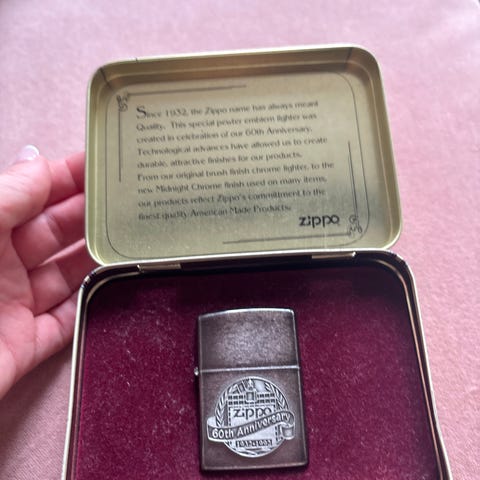 Since 1932, the Zippo name has always meant
Quality. This special pewter emblem lighter was
created in celebration of our 60th Anniversary.
Technological advances have allowed us to create
durable, attractive finishes for our products.
From our original brush finish chrome lighter, to the
new Midnight Chrome finish used on many items,
our products reflect Zippo's committment to the
finest quality American Made Products.
zippo
zippo
60th Anniversary
1932-1992